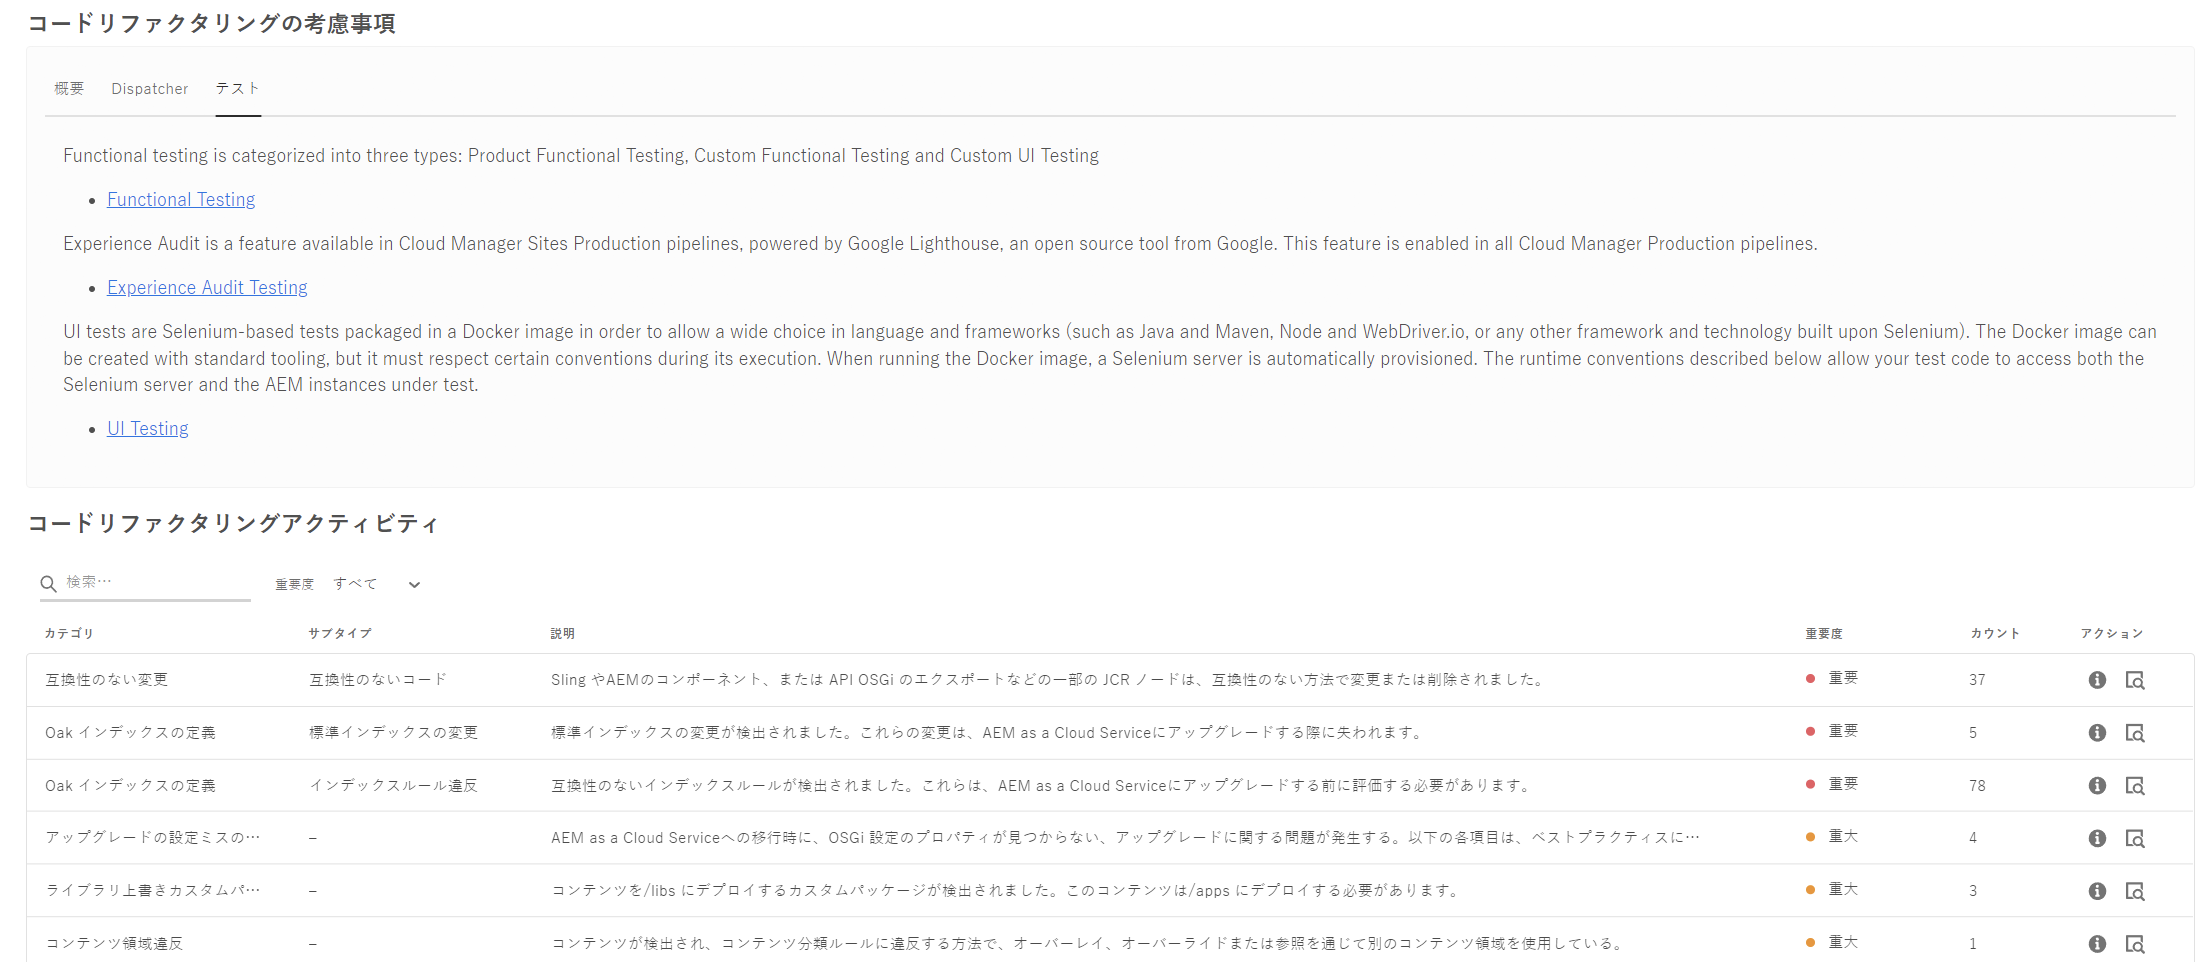 コードリファクタリングの考慮事項
概要 Dispatcher テスト
Functional testing is categorized into three types: Product Functional Testing, Custom Functional Testing and Custom UI Testing
• Functional Testing
Experience Audit is a feature available in Cloud Manager Sites Production pipelines, powered by Google Lighthouse, an open source tool from Google. This feature is enabled in all Cloud Manager Production pipelines.
• Experience Audit Testing
UI tests are Selenium-based tests packaged in a Docker image in order to allow a wide choice in language and frameworks (such as Java and Maven, Node and WebDriver.io, or any other framework and technology built upon Selenium). The Docker image can
be created with standard tooling, but it must respect certain conventions during its execution. When running the Docker image, a Selenium server is automatically provisioned. The runtime conventions described below allow your test code to access both the
Selenium server and the AEM instances under test.
• UI Testing
コードリファクタリングアクティビティ
検索… 重要度 すべて
カテゴリ サブタイプ 説明 重要度 カウント アクション
互換性のない変更 互換性のないコード Sling やAEMのコンポーネント、または API OSGi のエクスポートなどの一部の JCR ノードは、互換性のない方法で変更または削除されました。 重要 37
Oak インデックスの定義 標準インデックスの変更 標準インデックスの変更が検出されました。これらの変更は、AEM as a Cloud Serviceにアップグレードする際に失われます。 重要 5
Oak インデックスの定義 インデックスルール違反 互換性のないインデックスルールが検出されました。これらは、AEM as a Cloud Serviceにアップグレードする前に評価する必要があります。 重要 78
アップグレードの設定ミスの… – AEM as a Cloud Serviceへの移行時に、OSGi 設定のプロパティが見つからない、アップグレードに関する問題が発生する。以下の各項目は、ベストプラクティスに… 重大 4
ライブラリ上書きカスタムパ… – コンテンツを/libs にデプロイするカスタムパッケージが検出されました。このコンテンツは/apps にデプロイする必要があります。 重大 3
コンテンツ領域違反 – コンテンツが検出され、コンテンツ分類ルールに違反する方法で、オーバーレイ、オーバーライドまたは参照を通じて別のコンテンツ領域を使用している。 重大 1